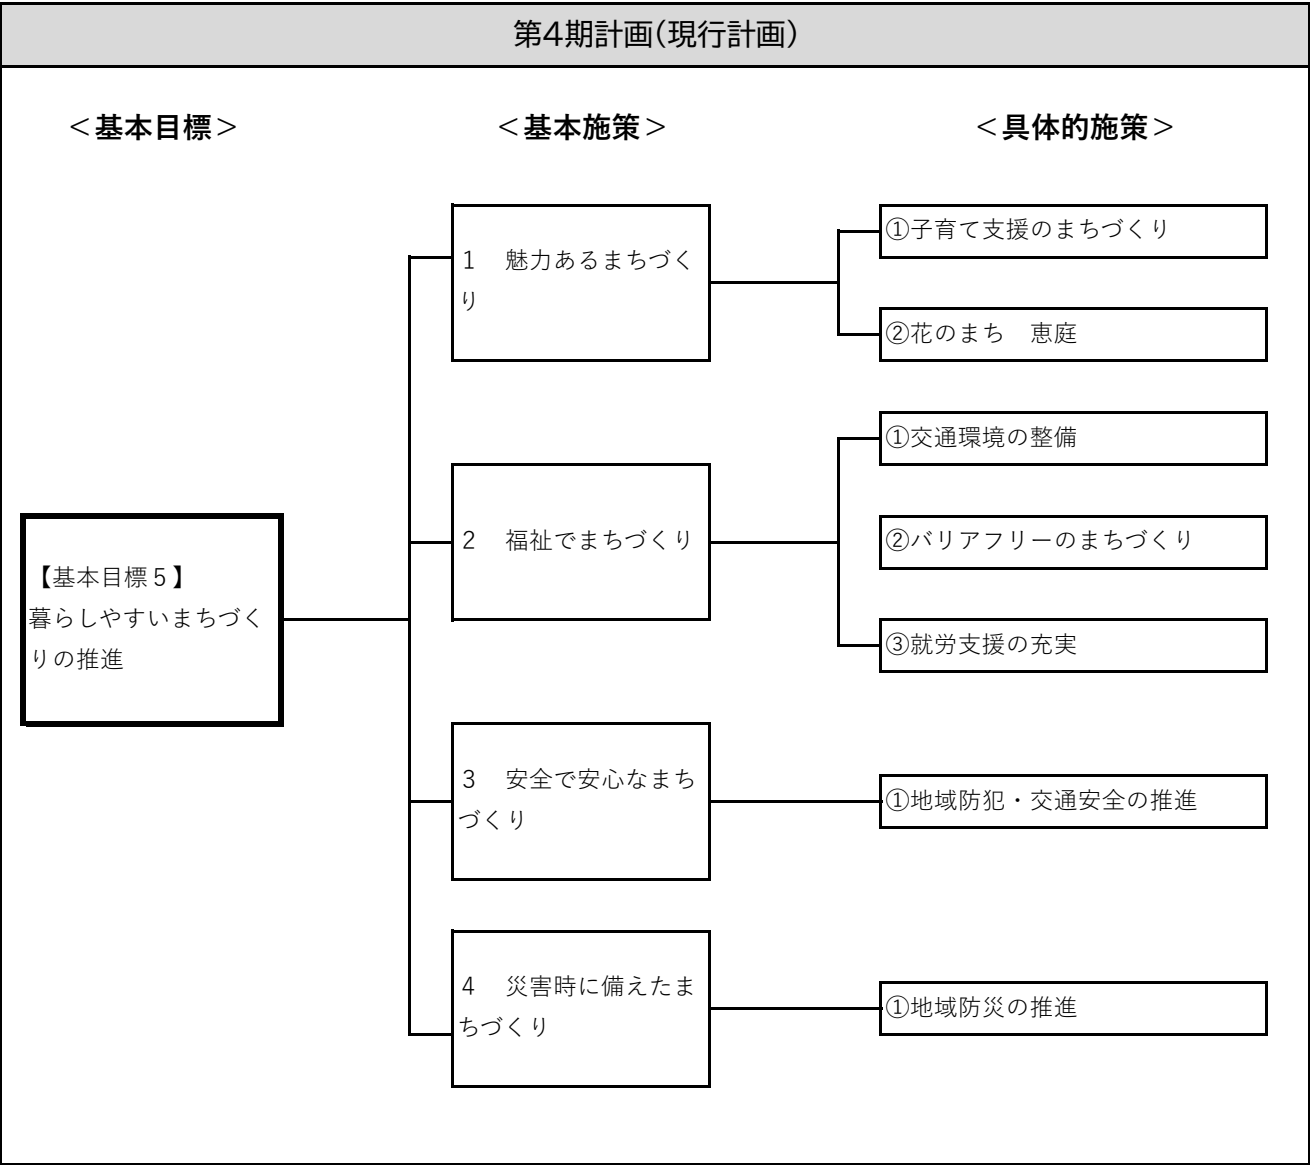 第4期計画(現行計画)
＜基本目標＞
＜基本施策＞
＜具体的施策＞
【基本目標５】
暮らしやすいまちづく
りの推進
１　魅力あるまちづく
り
①子育て支援のまちづくり
②花のまち　恵庭
２　福祉でまちづくり
①交通環境の整備
②バリアフリーのまちづくり
③就労支援の充実
３　安全で安心なまち
づくり
①地域防犯・交通安全の推進
４　災害時に備えたま
ちづくり
①地域防災の推進